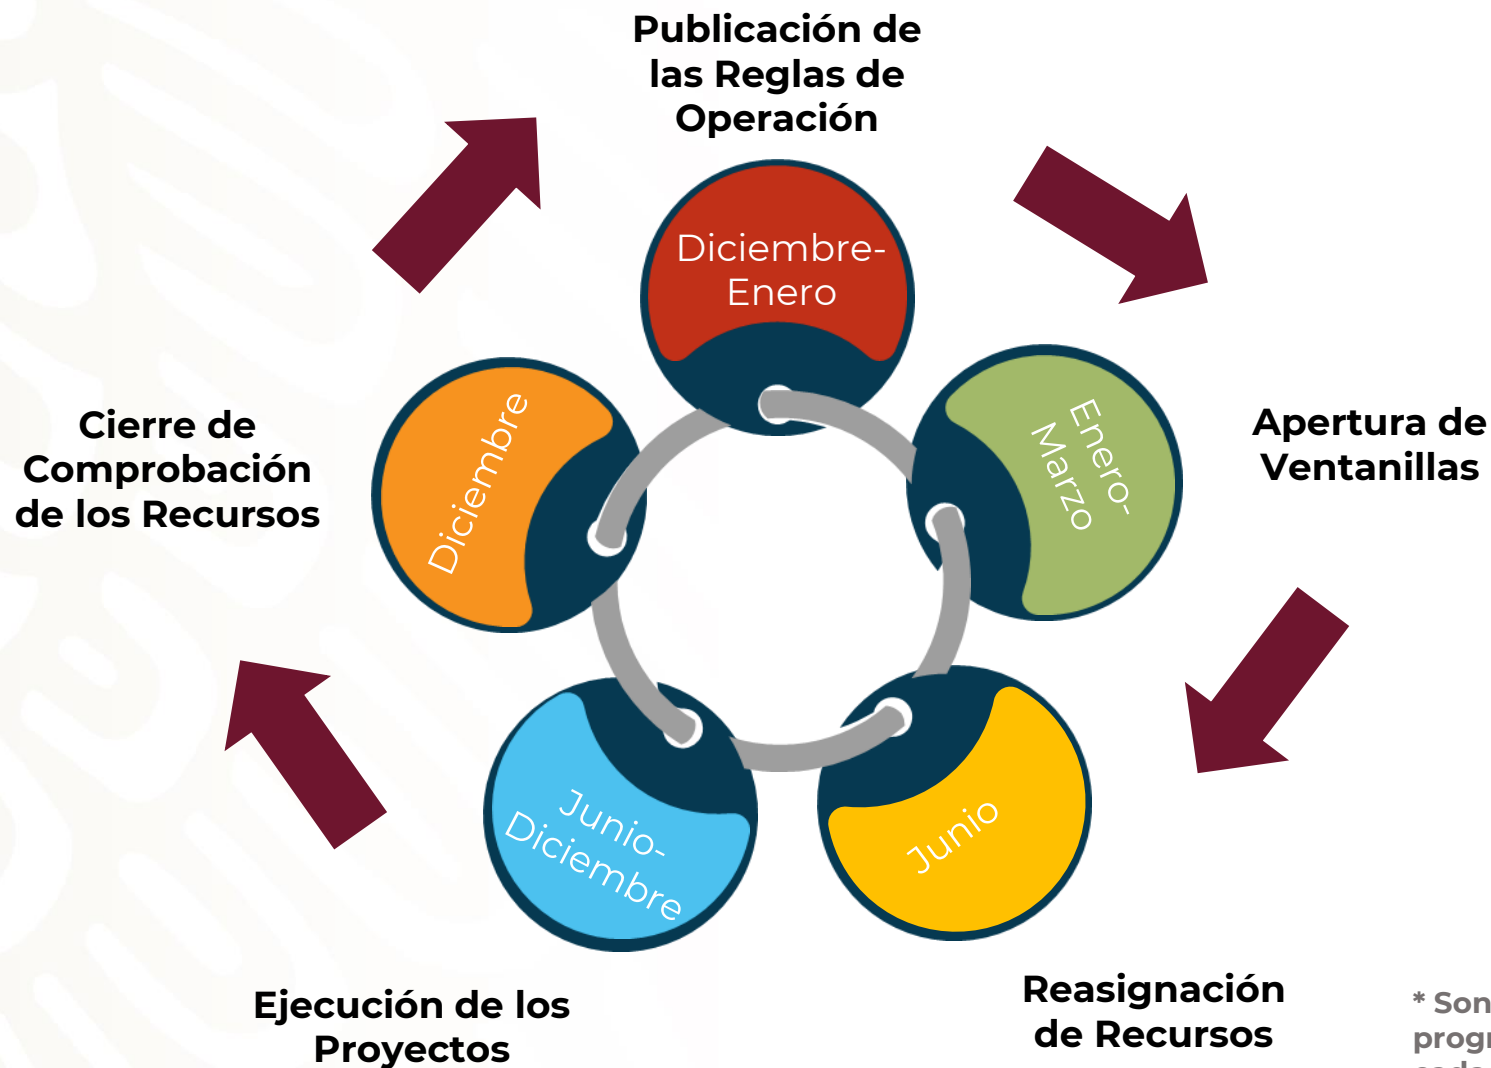 Publicación de
las Reglas de
Operación
Diciembre-
Enero
Enero-
Marzo
Apertura de
Ventanillas
Junio
Reasignación
de Recursos
Junio-
Diciembre
Ejecución de los
Proyectos
Diciembre
Cierre de
Comprobación
de los Recursos
* Son